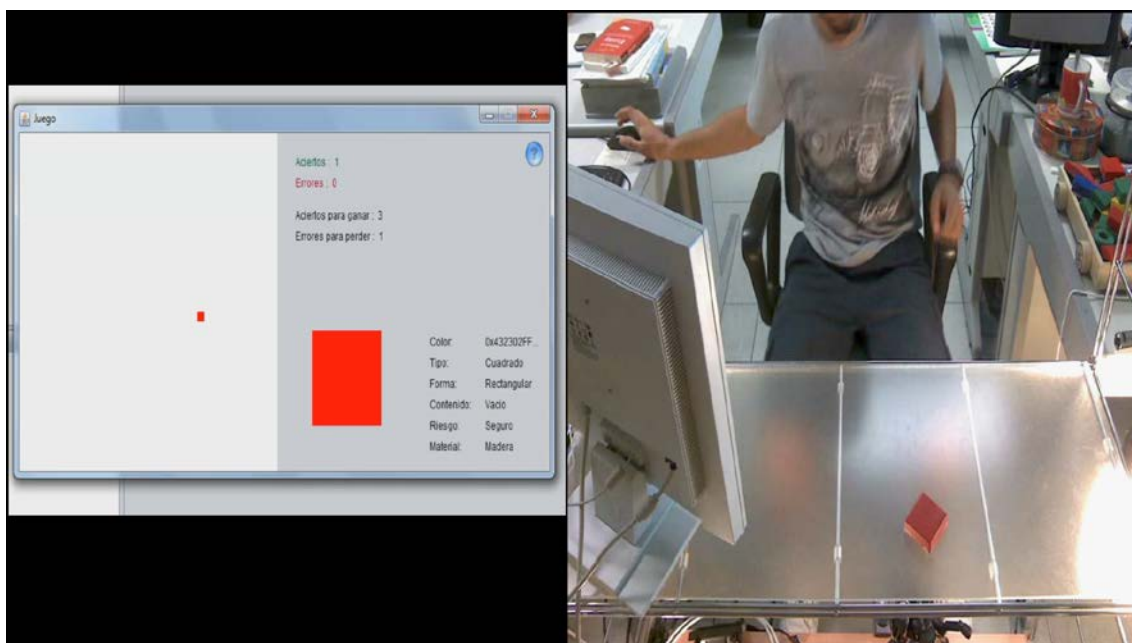 Juego
Aciertos : 1
Errores : 0
Aciertos para ganar : 3
Errores para perder : 1
?
Color: 0x432302FF...
Tipo: Cuadrado
Forma: Rectangular
Contenido: Vacio
Riesgo: Seguro
Material: Madera